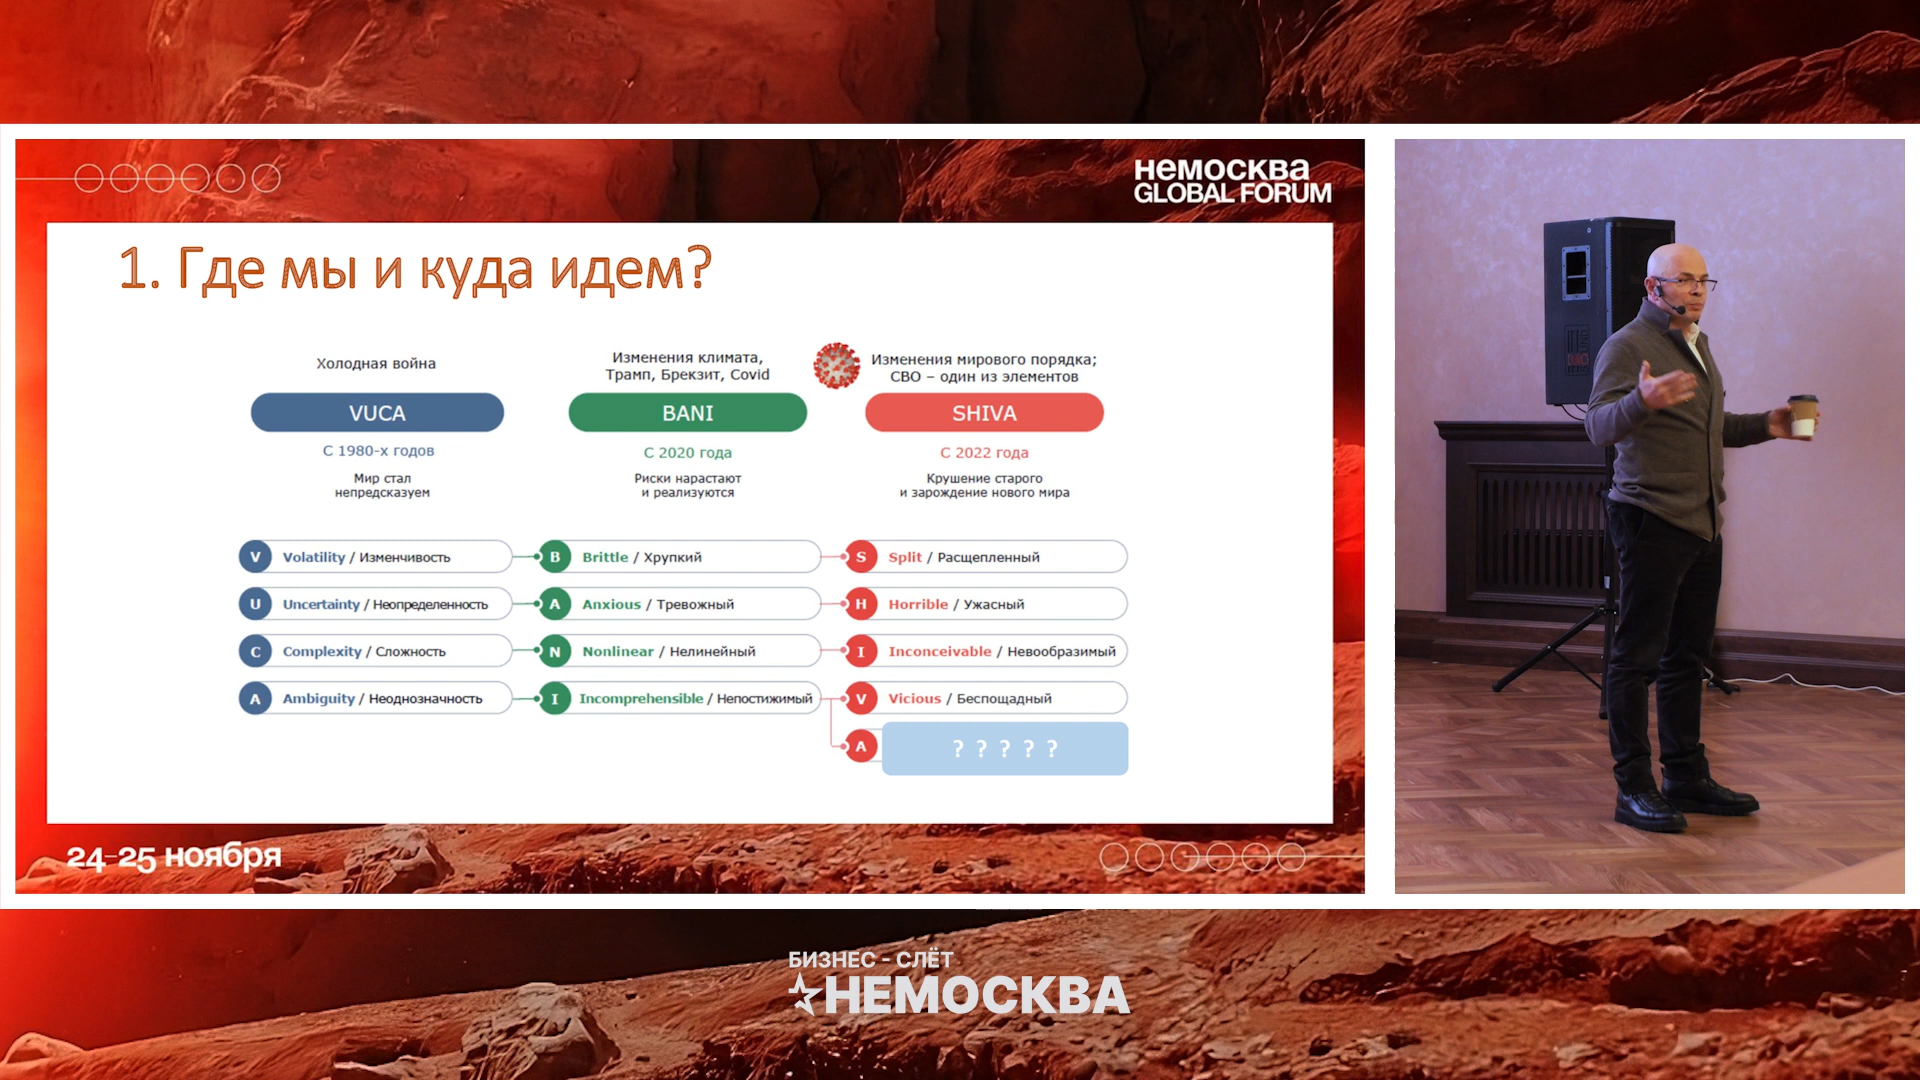 немосква
GLOBAL FORUM
1. Где мы и куда идем?
Холодная война
VUCA
С 1980-х годов
Мир стал
непредсказуем
V Volatility / Изменчивость
U Uncertainty / Неопределенность
C Complexity / Сложность
A Ambiguity / Неоднозначность
Изменения климата,
Трамп, Брекзит, Covid
BANI
С 2020 года
Риски нарастают
и реализуются
B Brittle / Хрупкий
A Anxious / Тревожный
N Nonlinear / Нелинейный
I Incomprehensible / Непостижимый
Изменения мирового порядка;
СВО – один из элементов
SHIVA
С 2022 года
Крушение старого
и зарождение нового мира
S Split / Расщепленный
H Horrible / Ужасный
I Inconceivable / Невообразимый
V Vicious / Беспощадный
A ? ? ? ? ?
24-25 ноября
БИЗНЕС - СЛЁТ
НЕМОСКВА